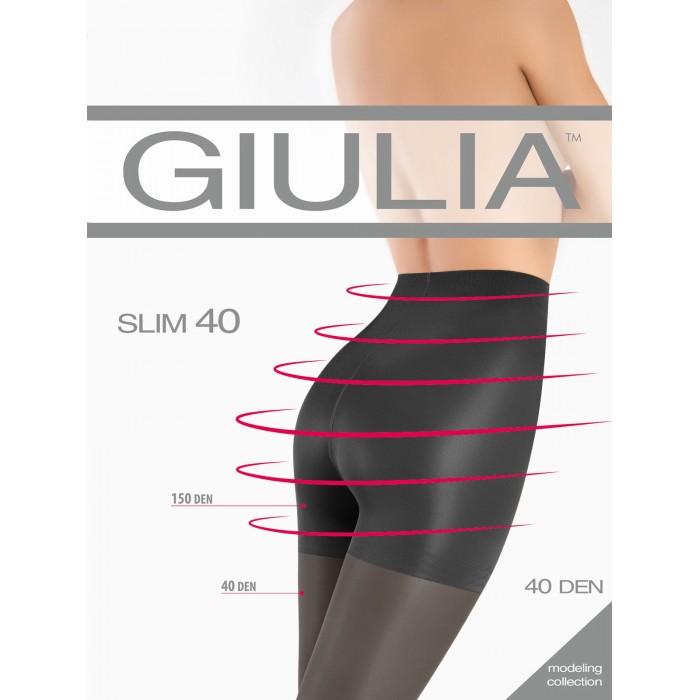 GIULIA™
SLIM 40
150 DEN
40 DEN
40 DEN
modeling
collection